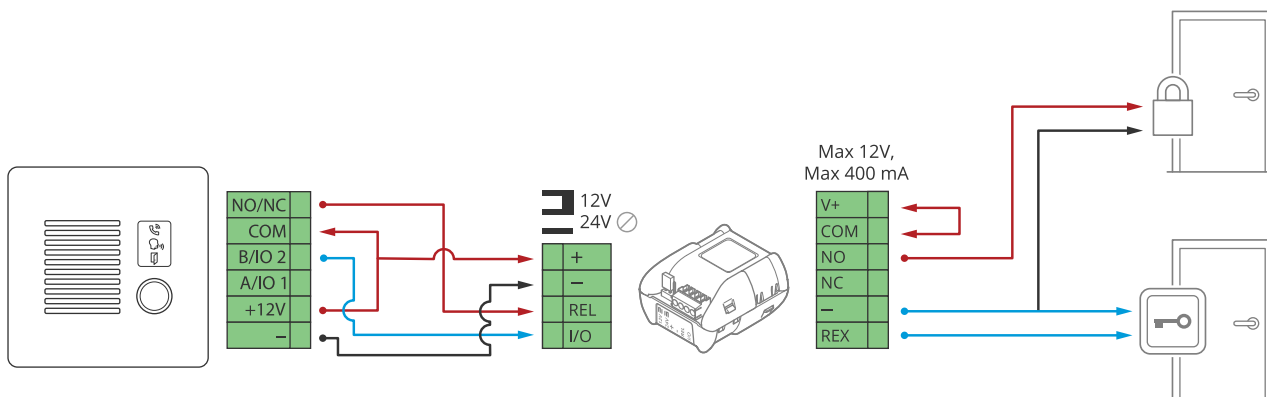 NO/NC
COM
B/IO 2
A/IO 1
+12V
–
12V
24V
+
–
REL
I/O
Max 12V,
Max 400 mA
V+
COM
NO
NC
–
REX